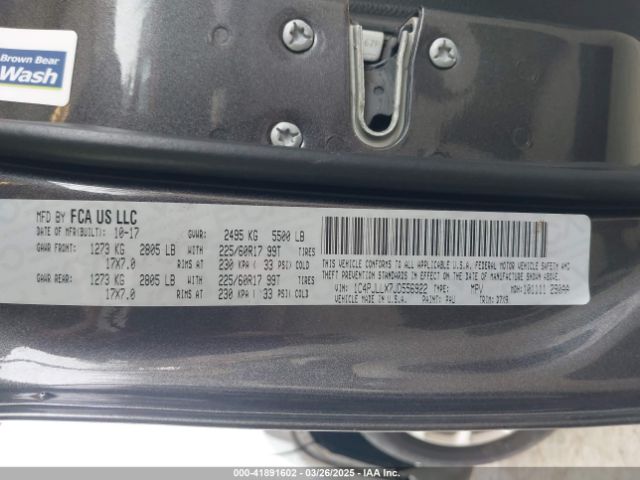 Brown Bear
Wash
MFD BY FCA US LLC
DATE OF MFR(BUILT): 10-17 GVWR: 2495 KG 5500 LB
GAWR FRONT: 1273 KG 2805 LB WITH 225/60R17 99T TIRES
17X7.0 RIMS AT 230 KPA ( 33 PSI) COLD
GAWR REAR: 1273 KG 2805 LB WITH 225/60R17 99T TIRES
17X7.0 RIMS AT 230 KPA ( 33 PSI) COLD
THIS VEHICLE CONFORMS TO ALL APPLICABLE U.S.A. FEDERAL MOTOR VEHICLE SAFETY AND
THEFT PREVENTION STANDARDS IN EFFECT ON THE DATE OF MANUFACTURE SHOWN ABOVE.
VIN: 1C4PJLLX7JD556922 TYPE: MPV MDH:101111
VEHICLE MADE IN U.S.A. PAINT: PAU TRIM:
000-41891602 — 03/26/2025 — IAA Inc.